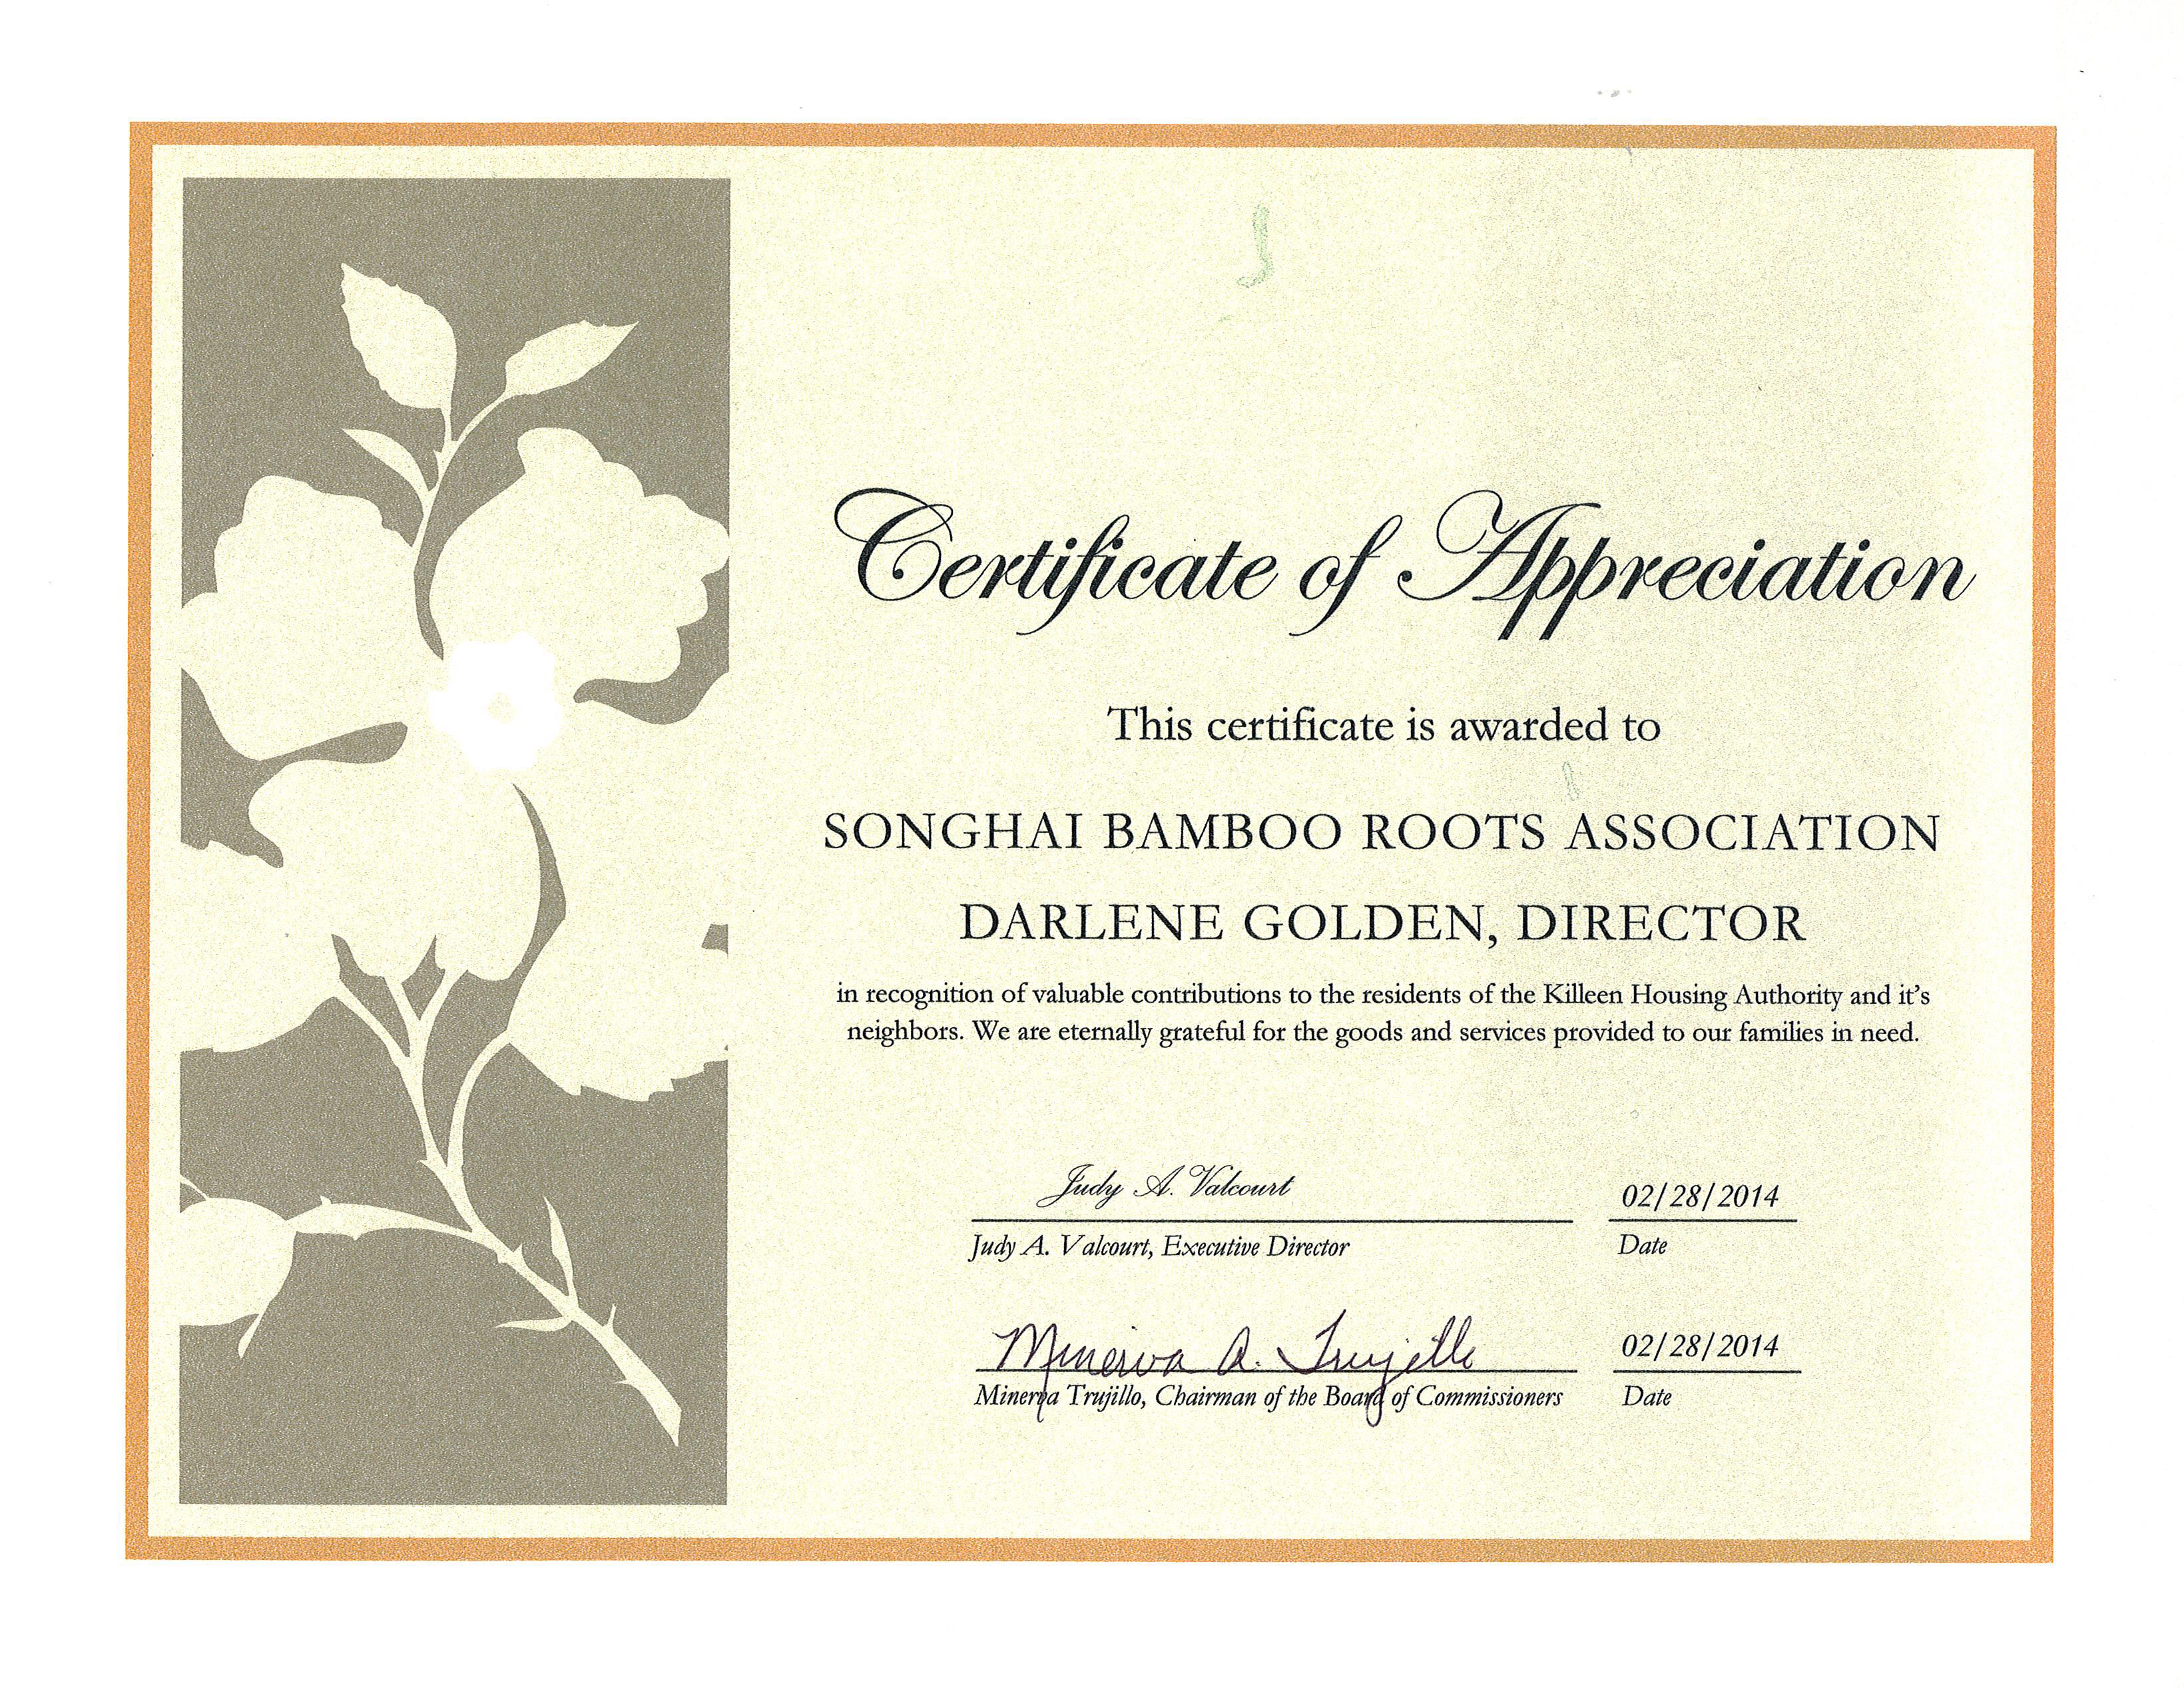 Certificate of Appreciation
This certificate is awarded to
SONGHAI BAMBOO ROOTS ASSOCIATION
DARLENE GOLDEN, DIRECTOR
in recognition of valuable contributions to the residents of the Killeen Housing Authority and it's
neighbors. We are eternally grateful for the goods and services provided to our families in need.
Judy A. Valcourt 02/28/2014
Judy A. Valcourt, Executive Director Date
Minerva A. Trujillo 02/28/2014
Minerva Trujillo, Chairman of the Board of Commissioners Date